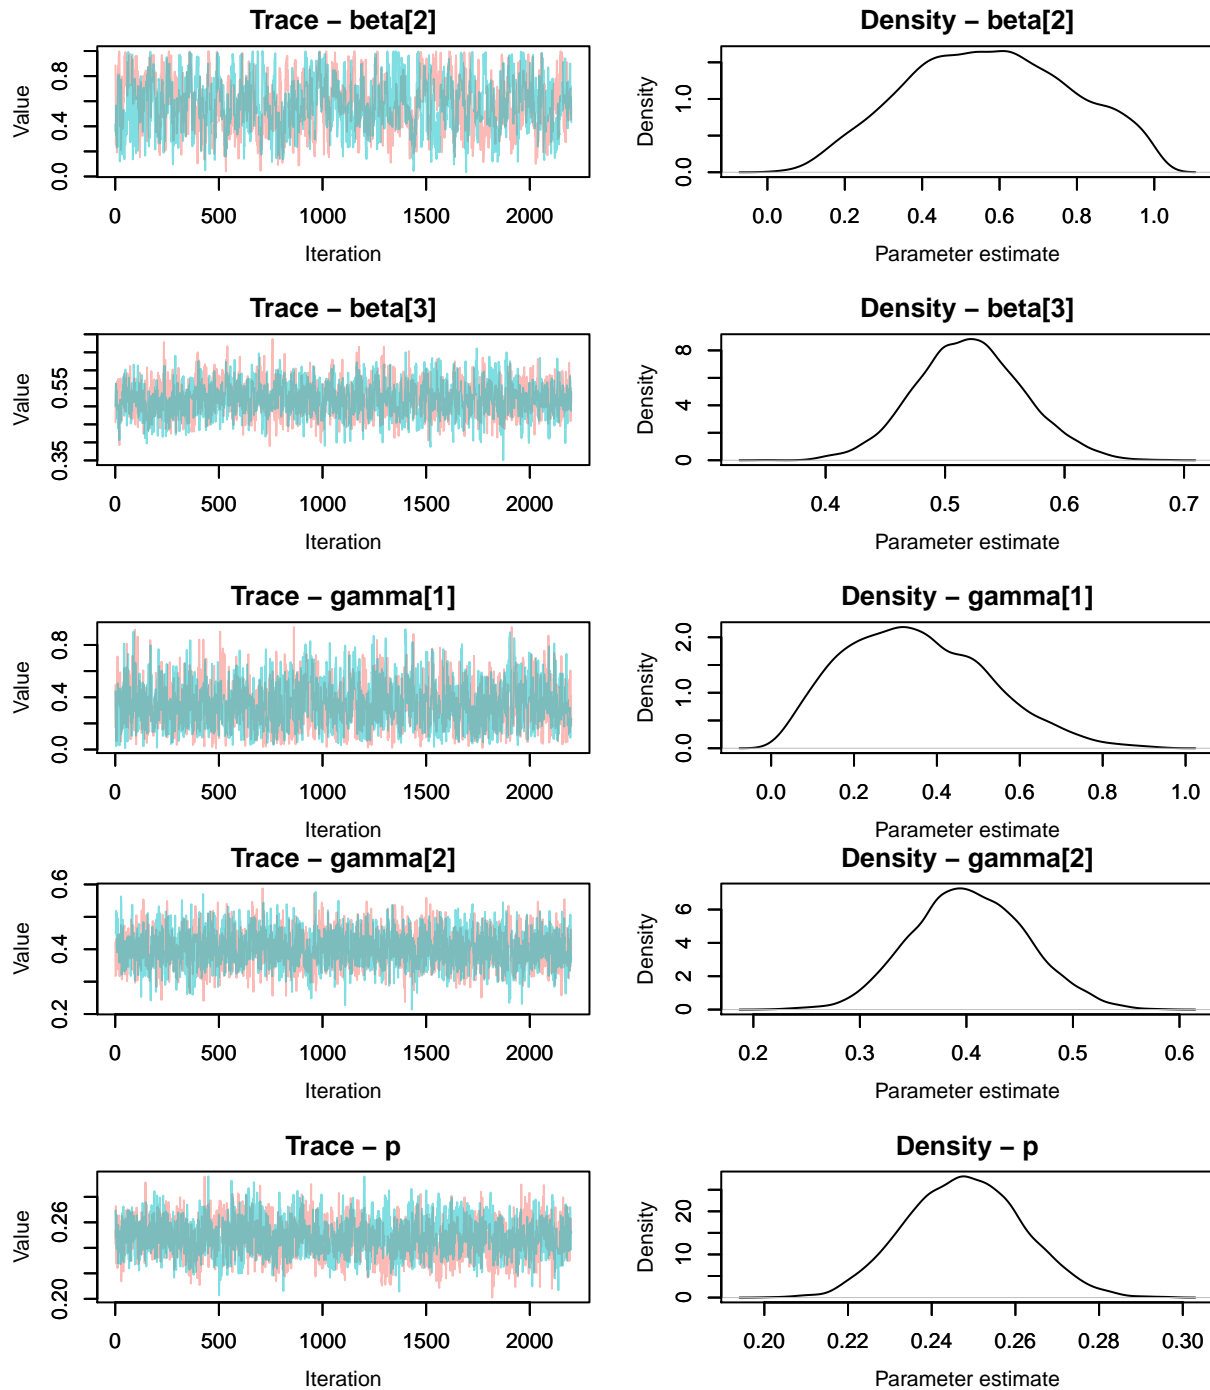 Trace − beta[2]
Value
0.0 0.4 0.8
0 500 1000 1500 2000
Iteration
Density − beta[2]
Density
0.0 1.0
0.0 0.2 0.4 0.6 0.8 1.0
Parameter estimate
Trace − beta[3]
Value
0.35 0.55
0 500 1000 1500 2000
Iteration
Density − beta[3]
Density
0 4 8
0.4 0.5 0.6 0.7
Parameter estimate
Trace − gamma[1]
Value
0.0 0.4 0.8
0 500 1000 1500 2000
Iteration
Density − gamma[1]
Density
0.0 1.0 2.0
0.0 0.2 0.4 0.6 0.8 1.0
Parameter estimate
Trace − gamma[2]
Value
0.2 0.4 0.6
0 500 1000 1500 2000
Iteration
Density − gamma[2]
Density
0 2 4 6
0.2 0.3 0.4 0.5 0.6
Parameter estimate
Trace − p
Value
0.20 0.26
0 500 1000 1500 2000
Iteration
Density − p
Density
0 10 20
0.20 0.22 0.24 0.26 0.28 0.30
Parameter estimate